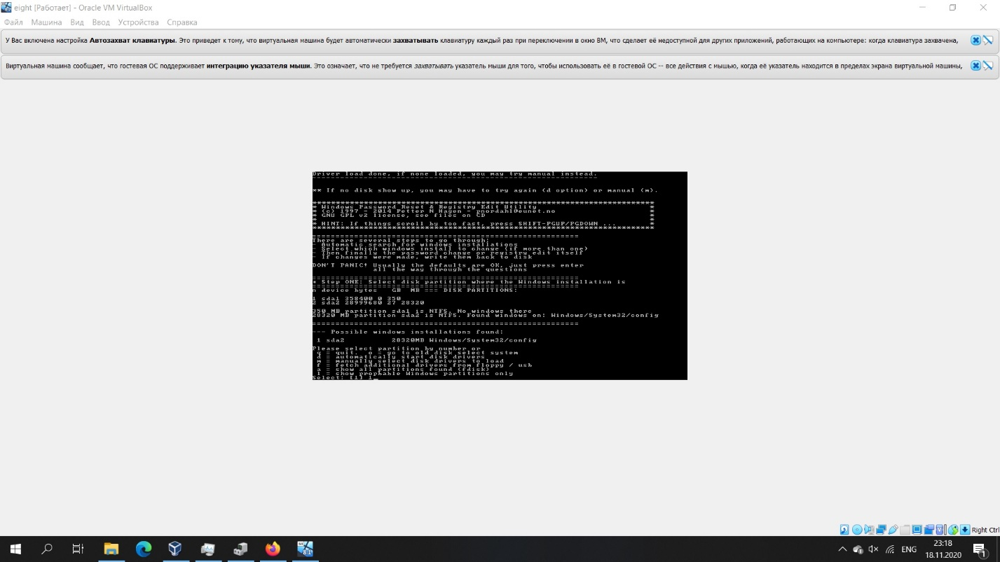 eight [Работает] - Oracle VM VirtualBox
Файл Машина Вид Ввод Устройства Справка
У Вас включена настройка Автозахват клавиатуры. Это приведет к тому, что виртуальная машина будет автоматически захватывать клавиатуру каждый раз при переключении в окно ВМ, что сделает её недоступной для других приложений, работающих на компьютере: когда клавиатура захвачена,
Виртуальная машина сообщает, что гостевая ОС поддерживает интеграцию указателя мыши. Это означает, что не требуется захватывать указатель мыши для того, чтобы использовать её в гостевой ОС -- все действия с мышью, когда её указатель находится в пределах экрана виртуальной машины,
Driver load done, if none loaded, you may try manual instead.
-------------------------------------------------------------
** If no disk show up, you may have to try again (d option) or manual (m).
*************************************************************************
* Windows Password Reset & Registry Edit Utility *
* (c) 1997 - 2014 Petter N Hagen - pnordahl@eunet.no *
* GNU GPL v2 license, see files on CD *
* *
* HINT: If things scroll by too fast, press SHIFT-PGUP/PGDOWN ... *
*************************************************************************
=========================================================
There are several steps to go through:
- Automatic search for windows installations
- Select which windows install to change (if more than one)
- Then finally the password change or registry edit itself
- If changes were made, write them back to disk
DON'T PANIC! Usually the defaults are OK, just press enter
all the way through the questions
=========================================================
* Step ONE: Select disk partition where the Windows installation is
=========================================================
n device bytes GB MB === DISK PARTITIONS:
1 sda1 358400 0 350
2 sda2 28999680 27 28320
350 MB partition sda1 is NTFS. No windows there
28320 MB partition sda2 is NTFS. Found windows on: Windows/System32/config
=========================================================
--- Possible windows installations found:
1 sda2 28320MB Windows/System32/config
Please select partition by number or
q = quit. o = go to old disk select system
d = automatically start disk drivers
m = manually select disk drivers to load
f = fetch additional drivers from floppy / usb
a = show all partitions found (fdisk)
l = show propbable Windows partitions only
Select: [1] 1_
Right Ctrl
ENG
23:18
18.11.2020
1